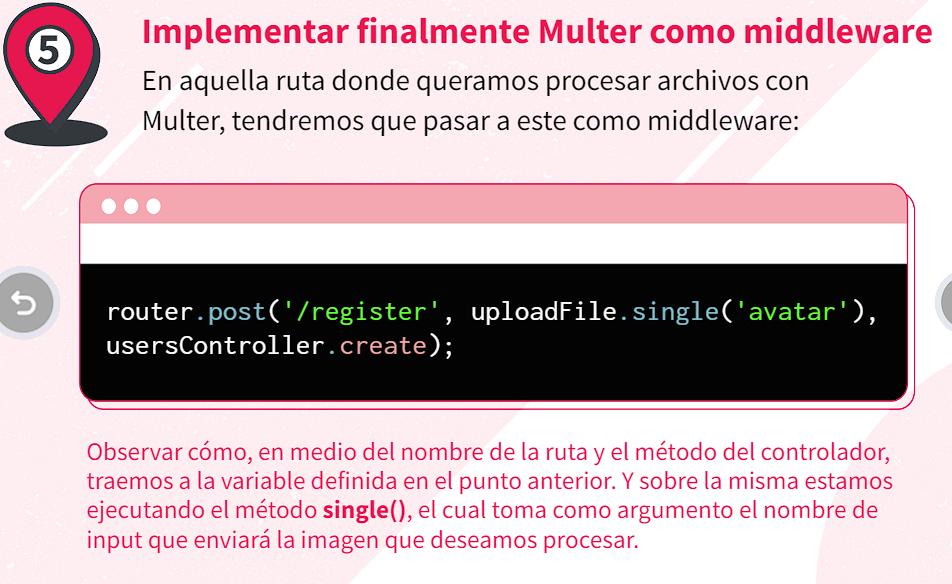 5
Implementar finalmente Multer como middleware
En aquella ruta donde queramos procesar archivos con
Multer, tendremos que pasar a este como middleware:
router.post('/register', uploadFile.single('avatar'),
usersController.create);
Observar cómo, en medio del nombre de la ruta y el método del controlador,
traemos a la variable definida en el punto anterior. Y sobre la misma estamos
ejecutando el método single(), el cual toma como argumento el nombre de
input que enviará la imagen que deseamos procesar.